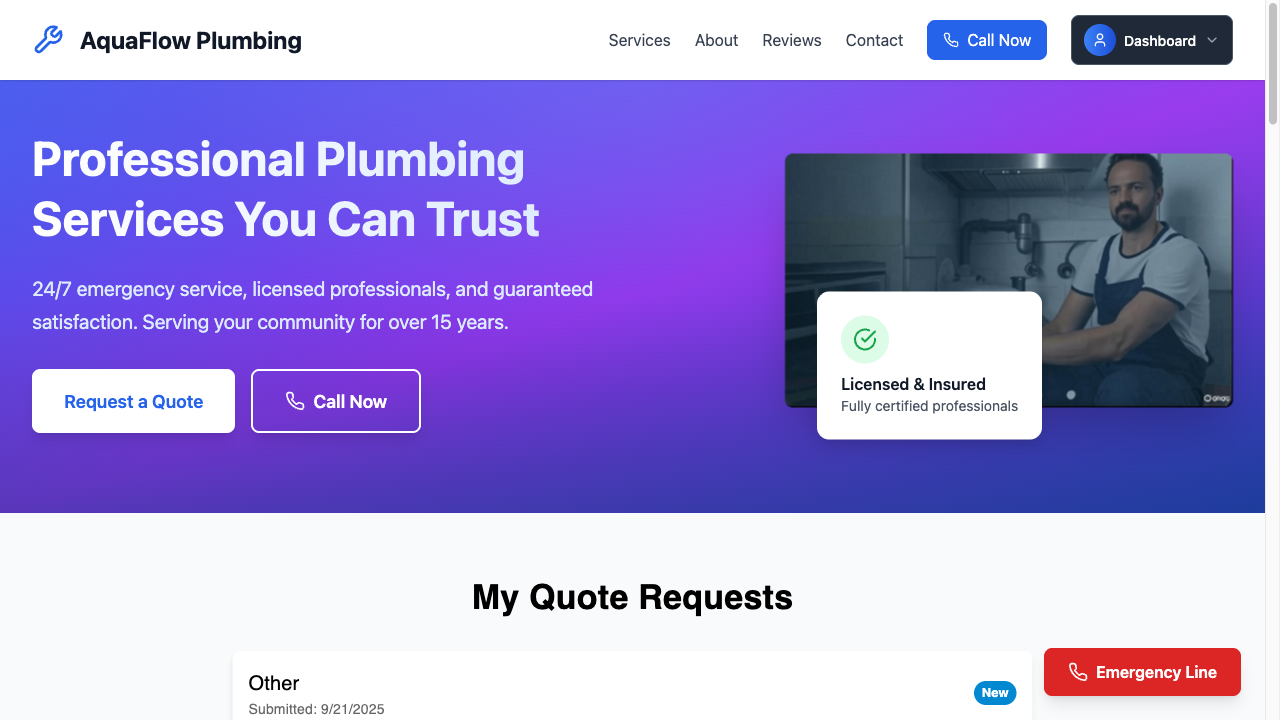 AquaFlow Plumbing
Services
About
Reviews
Contact
Call Now
Dashboard
Professional Plumbing
Services You Can Trust
24/7 emergency service, licensed professionals, and guaranteed
satisfaction. Serving your community for over 15 years.
Request a Quote
Call Now
Licensed & Insured
Fully certified professionals
My Quote Requests
Other
New
Submitted: 9/21/2025
Emergency Line